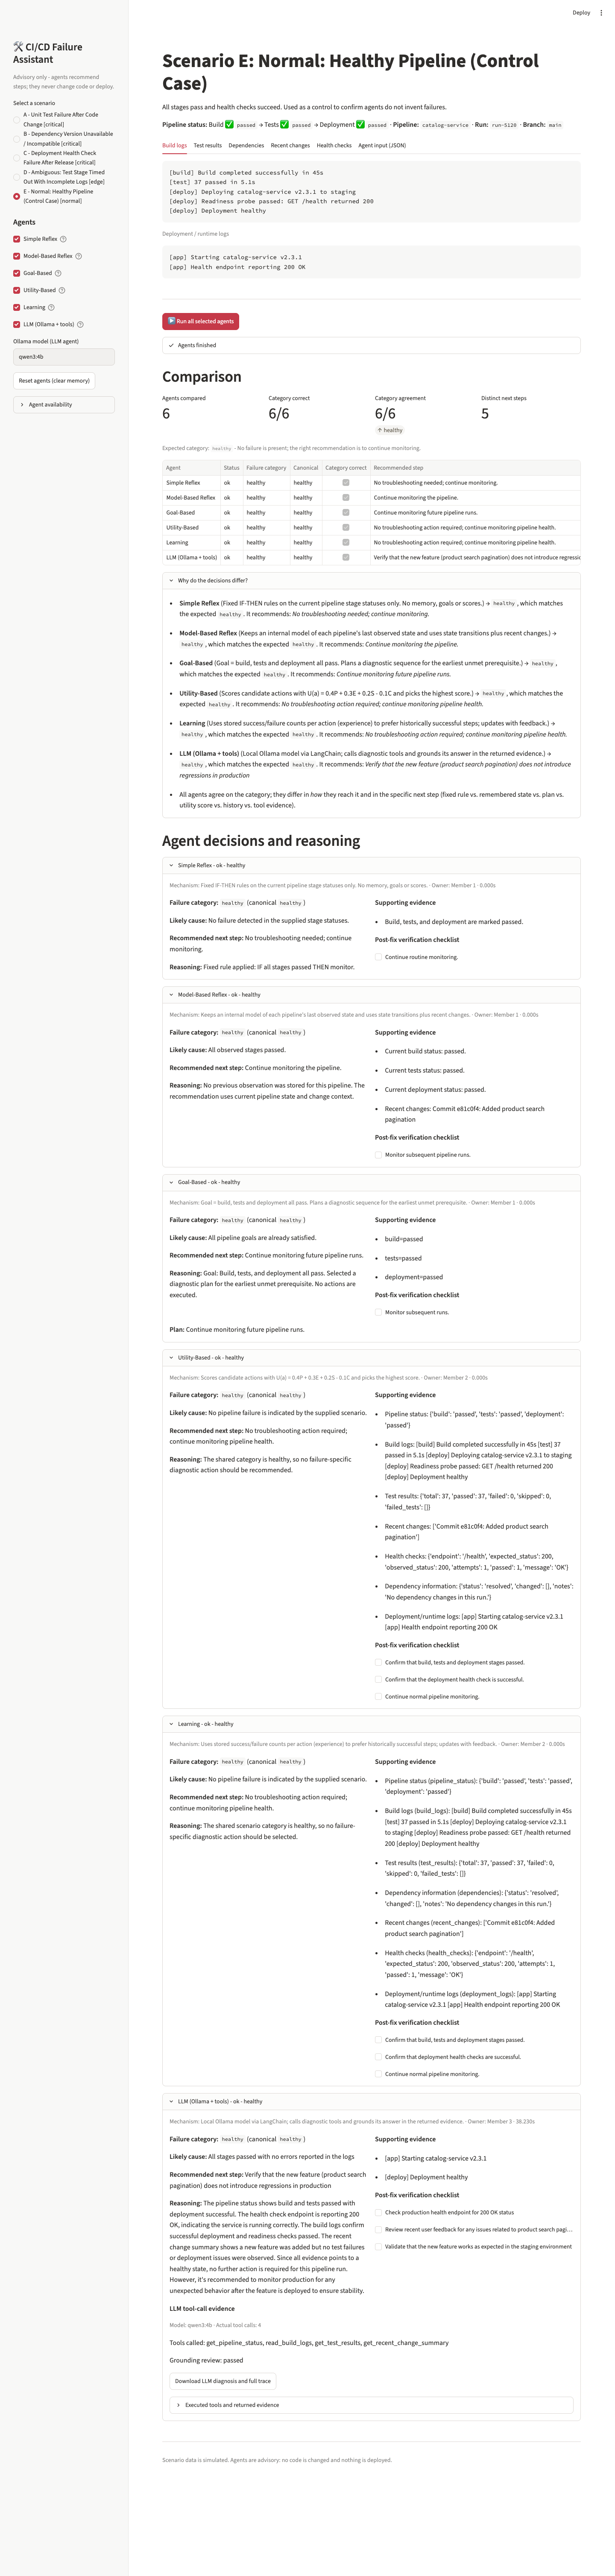 Deploy
🛠️ CI/CD Failure
Assistant
Advisory only - agents recommend
steps; they never change code or deploy.
Select a scenario
A - Unit Test Failure After Code
Change [critical]
B - Dependency Version Unavailable
/ Incompatible [critical]
C - Deployment Health Check
Failure After Release [critical]
D - Ambiguous: Test Stage Timed
Out With Incomplete Logs [edge]
E - Normal: Healthy Pipeline
(Control Case) [normal]
Agents
Simple Reflex
Model-Based Reflex
Goal-Based
Utility-Based
Learning
LLM (Ollama + tools)
Ollama model (LLM agent)
qwen3:4b
Reset agents (clear memory)
Agent availability
Scenario E: Normal: Healthy Pipeline (Control
Case)
All stages passed and health checks succeed. Used as a control to confirm agents do not invent failures.
Pipeline status: Build ✅ passed → Tests ✅ passed → Deployment ✅ passed · Pipeline: catalog-service · Run: run-5120 · Branch: main
Build logs Test results Dependencies Recent changes Health checks Agent input (JSON)
[build] Build completed successfully in 45s
[test] 37 passed in 5.1s
[deploy] Deploying catalog-service v2.3.1 to staging
[deploy] Readiness probe passed: GET /health returned 200
[deploy] Deployment healthy
Deployment / runtime logs
[app] Starting catalog-service v2.3.1
[app] Health endpoint reporting 200 OK
▶️ Run all selected agents
Agents finished
Comparison
Agents compared Category correct Category agreement Distinct next steps
6 6/6 6/6 5
↑ healthy
Expected category: healthy - No failure is present; the right recommendation is to continue monitoring.
Agent Status Failure category Canonical Category correct Recommended step
Simple Reflex ok healthy healthy No troubleshooting needed; continue monitoring.
Model-Based Reflex ok healthy healthy Continue monitoring the pipeline.
Goal-Based ok healthy healthy Continue monitoring future pipeline runs.
Utility-Based ok healthy healthy No troubleshooting action required; continue monitoring pipeline health.
Learning ok healthy healthy No troubleshooting action required; continue monitoring pipeline health.
LLM (Ollama + tools) ok healthy healthy Verify that the new feature (product search pagination) does not introduce regressio
Why do the decisions differ?
Simple Reflex (Fixed IF-THEN rules on the current pipeline stage statuses only. No memory, goals or scores.) → healthy , which matches
the expected healthy . It recommends: No troubleshooting needed; continue monitoring.
Model-Based Reflex (Keeps an internal model of each pipeline's last observed state and uses state transitions plus recent changes.) →
healthy , which matches the expected healthy . It recommends: Continue monitoring the pipeline.
Goal-Based (Goal = build, tests and deployment all pass. Plans a diagnostic sequence for the earliest unmet prerequisite.) → healthy ,
which matches the expected healthy . It recommends: Continue monitoring future pipeline runs.
Utility-Based (Scores candidate actions with U(a) = 0.4P + 0.3E + 0.2S - 0.1C and picks the highest score.) → healthy , which matches the
expected healthy . It recommends: No troubleshooting action required; continue monitoring pipeline health.
Learning (Uses stored success/failure counts per action (experience) to prefer historically successful steps; updates with feedback.) →
healthy , which matches the expected healthy . It recommends: No troubleshooting action required; continue monitoring pipeline health.
LLM (Ollama + tools) (Local Ollama model via LangChain; calls diagnostic tools and grounds its answer in the returned evidence.) →
healthy , which matches the expected healthy . It recommends: Verify that the new feature (product search pagination) does not introduce
regressions in production
All agents agree on the category; they differ in how they reach it and in the specific next step (fixed rule vs. remembered state vs. plan vs.
utility score vs. history vs. tool evidence).
Agent decisions and reasoning
Simple Reflex - ok - healthy
Mechanism: Fixed IF-THEN rules on the current pipeline stage statuses only. No memory, goals or scores. · Owner: Member 1 · 0.000s
Failure category: healthy (canonical healthy )
Likely cause: No failure detected in the supplied stage statuses.
Recommended next step: No troubleshooting needed; continue
monitoring.
Reasoning: Fixed rule applied: IF all stages passed THEN monitor.
Supporting evidence
Build, tests, and deployment are marked passed.
Post-fix verification checklist
Continue routine monitoring.
Model-Based Reflex - ok - healthy
Mechanism: Keeps an internal model of each pipeline's last observed state and uses state transitions plus recent changes. · Owner: Member 1 · 0.000s
Failure category: healthy (canonical healthy )
Likely cause: All observed stages passed.
Recommended next step: Continue monitoring the pipeline.
Reasoning: No previous observation was stored for this pipeline. The
recommendation uses current pipeline state and change context.
Supporting evidence
Current build status: passed.
Current tests status: passed.
Current deployment status: passed.
Recent changes: Commit e81c0f4: Added product search
pagination
Post-fix verification checklist
Monitor subsequent pipeline runs.
Goal-Based - ok - healthy
Mechanism: Goal = build, tests and deployment all pass. Plans a diagnostic sequence for the earliest unmet prerequisite. · Owner: Member 1 · 0.000s
Failure category: healthy (canonical healthy )
Likely cause: All pipeline goals are already satisfied.
Recommended next step: Continue monitoring future pipeline runs.
Reasoning: Goal: Build, tests, and deployment all pass. Selected a
diagnostic plan for the earliest unmet prerequisite. No actions are
executed.
Plan: Continue monitoring future pipeline runs.
Supporting evidence
build=passed
tests=passed
deployment=passed
Post-fix verification checklist
Monitor subsequent runs.
Utility-Based - ok - healthy
Mechanism: Scores candidate actions with U(a) = 0.4P + 0.3E + 0.2S - 0.1C and picks the highest score. · Owner: Member 2 · 0.000s
Failure category: healthy (canonical healthy )
Likely cause: No pipeline failure is indicated by the supplied scenario.
Recommended next step: No troubleshooting action required;
continue monitoring pipeline health.
Reasoning: The shared category is healthy, so no failure-specific
diagnostic action should be recommended.
Supporting evidence
Pipeline status: {'build': 'passed', 'tests': 'passed', 'deployment':
'passed'}
Build logs: [build] Build completed successfully in 45s [test] 37
passed in 5.1s [deploy] Deploying catalog-service v2.3.1 to staging
[deploy] Readiness probe passed: GET /health returned 200
[deploy] Deployment healthy
Test results: {'total': 37, 'passed': 37, 'failed': 0, 'skipped': 0,
'failed_tests': []}
Recent changes: ['Commit e81c0f4: Added product search
pagination']
Health checks: {'endpoint': '/health', 'expected_status': 200,
'observed_status': 200, 'attempts': 1, 'passed': 1, 'message': 'OK'}
Dependency information: {'status': 'resolved', 'changed': [], 'notes':
'No dependency changes in this run.'}
Deployment/runtime logs: [app] Starting catalog-service v2.3.1
[app] Health endpoint reporting 200 OK
Post-fix verification checklist
Confirm that build, tests and deployment stages passed.
Confirm that the deployment health check is successful.
Continue normal pipeline monitoring.
Learning - ok - healthy
Mechanism: Uses stored success/failure counts per action (experience) to prefer historically successful steps; updates with feedback. · Owner: Member 2 · 0.000s
Failure category: healthy (canonical healthy )
Likely cause: No pipeline failure is indicated by the supplied scenario.
Recommended next step: No troubleshooting action required;
continue monitoring pipeline health.
Reasoning: The shared scenario category is healthy, so no failure-
specific diagnostic action should be selected.
Supporting evidence
Pipeline status (pipeline_status): {'build': 'passed', 'tests': 'passed',
'deployment': 'passed'}
Build logs (build_logs): [build] Build completed successfully in 45s
[test] 37 passed in 5.1s [deploy] Deploying catalog-service v2.3.1
to staging [deploy] Readiness probe passed: GET /health returned
200 [deploy] Deployment healthy
Test results (test_results): {'total': 37, 'passed': 37, 'failed': 0,
'skipped': 0, 'failed_tests': []}
Dependency information (dependencies): {'status': 'resolved',
'changed': [], 'notes': 'No dependency changes in this run.'}
Recent changes (recent_changes): ['Commit e81c0f4: Added
product search pagination']
Health checks (health_checks): {'endpoint': '/health',
'expected_status': 200, 'observed_status': 200, 'attempts': 1,
'passed': 1, 'message': 'OK'}
Deployment/runtime logs (deployment_logs): [app] Starting
catalog-service v2.3.1 [app] Health endpoint reporting 200 OK
Post-fix verification checklist
Confirm that build, tests and deployment stages passed.
Confirm that deployment health checks are successful.
Continue normal pipeline monitoring.
LLM (Ollama + tools) - ok - healthy
Mechanism: Local Ollama model via LangChain; calls diagnostic tools and grounds its answer in the returned evidence. · Owner: Member 3 · 38.230s
Failure category: healthy (canonical healthy )
Likely cause: All stages passed with no errors reported in the logs
Recommended next step: Verify that the new feature (product search
pagination) does not introduce regressions in production
Reasoning: The pipeline status shows build and tests passed with
deployment successful. The health check endpoint is reporting 200
OK, indicating the service is running correctly. The build logs confirm
successful deployment and readiness checks passed. The recent
change summary shows a new feature was added but no test failures
or deployment issues were observed. Since all evidence points to a
healthy state, no further action is required for this pipeline run.
However, it's recommended to monitor production for any
unexpected behavior after the feature is deployed to ensure stability.
Supporting evidence
[app] Starting catalog-service v2.3.1
[deploy] Deployment healthy
Post-fix verification checklist
Check production health endpoint for 200 OK status
Review recent user feedback for any issues related to product search pagi...
Validate that the new feature works as expected in the staging environment
LLM tool-call evidence
Model: qwen3:4b · Actual tool calls: 4
Tools called: get_pipeline_status, read_build_logs, get_test_results, get_recent_change_summary
Grounding review: passed
Download LLM diagnosis and full trace
Executed tools and returned evidence
Scenario data is simulated. Agents are advisory: no code is changed and nothing is deployed.